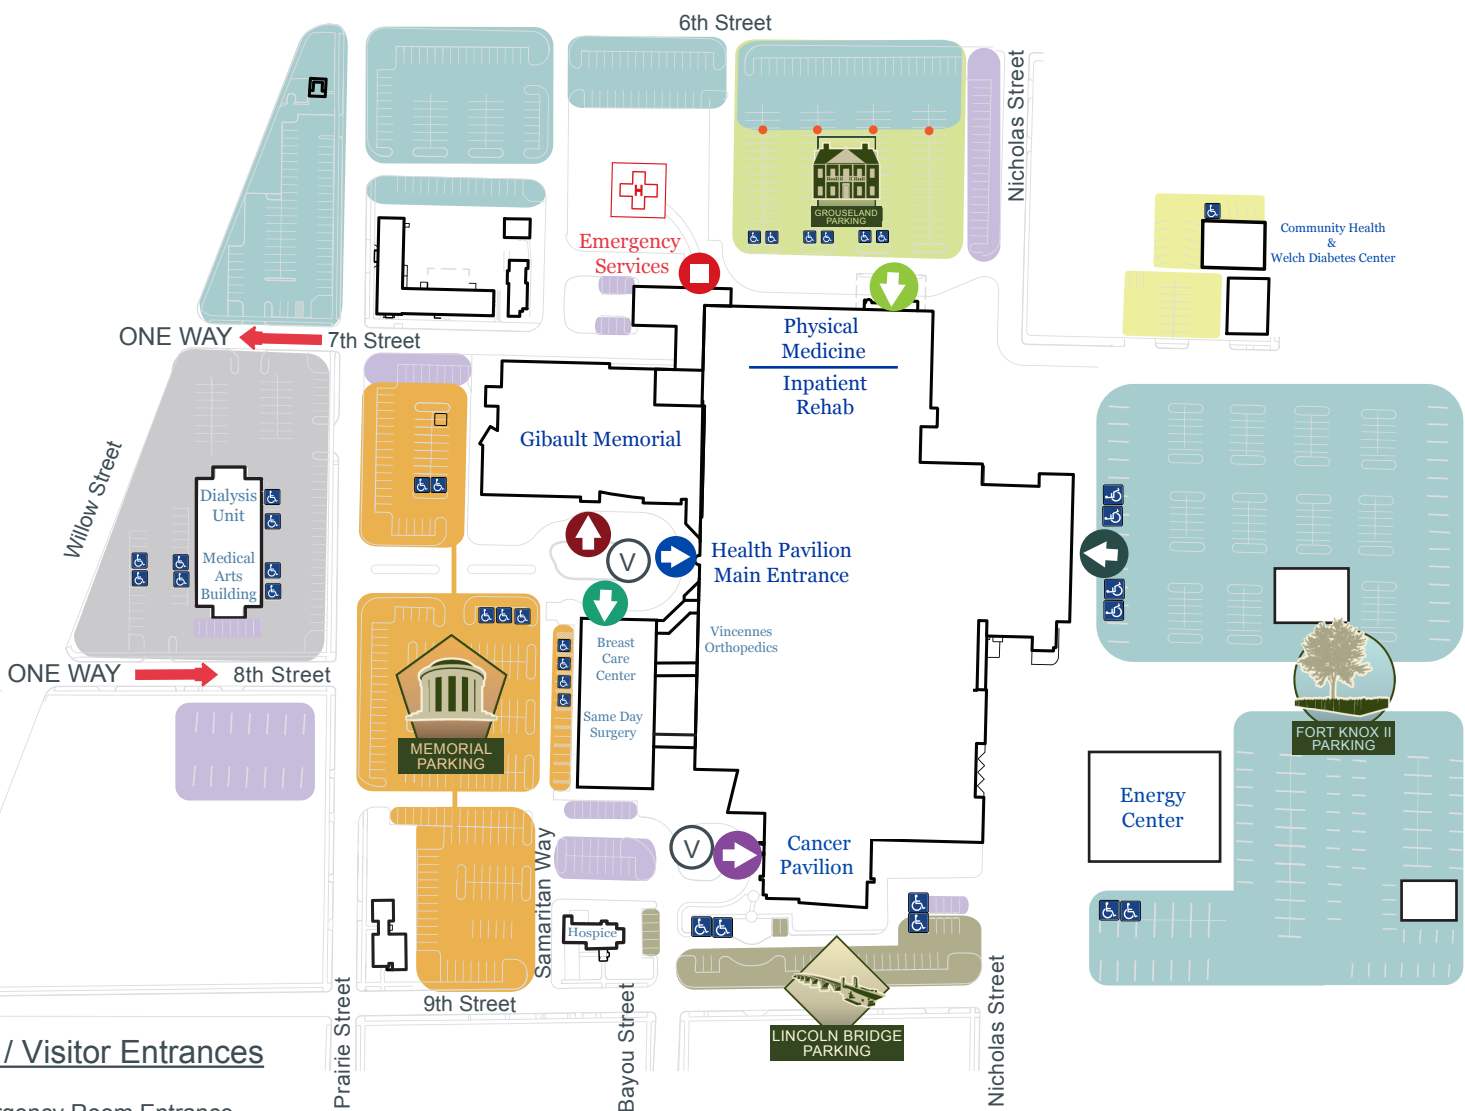 6th Street
Nicholas Street
H
GROUSELAND
PARKING
Emergency
Services
Community Health
&
Welch Diabetes Center
ONE WAY
7th Street
Physical
Medicine
Inpatient
Rehab
Gibault Memorial
Willow Street
Dialysis
Unit
Medical
Arts
Building
V
Health Pavilion
Main Entrance
Vincennes
Orthopedics
Breast
Care
Center
Same Day
Surgery
ONE WAY
8th Street
MEMORIAL
PARKING
FORT KNOX II
PARKING
Energy
Center
V
Cancer
Pavilion
Samaritan Way
Hospice
9th Street
Prairie Street
Bayou Street
Nicholas Street
LINCOLN BRIDGE
PARKING
/ Visitor Entrances
Room Entrance